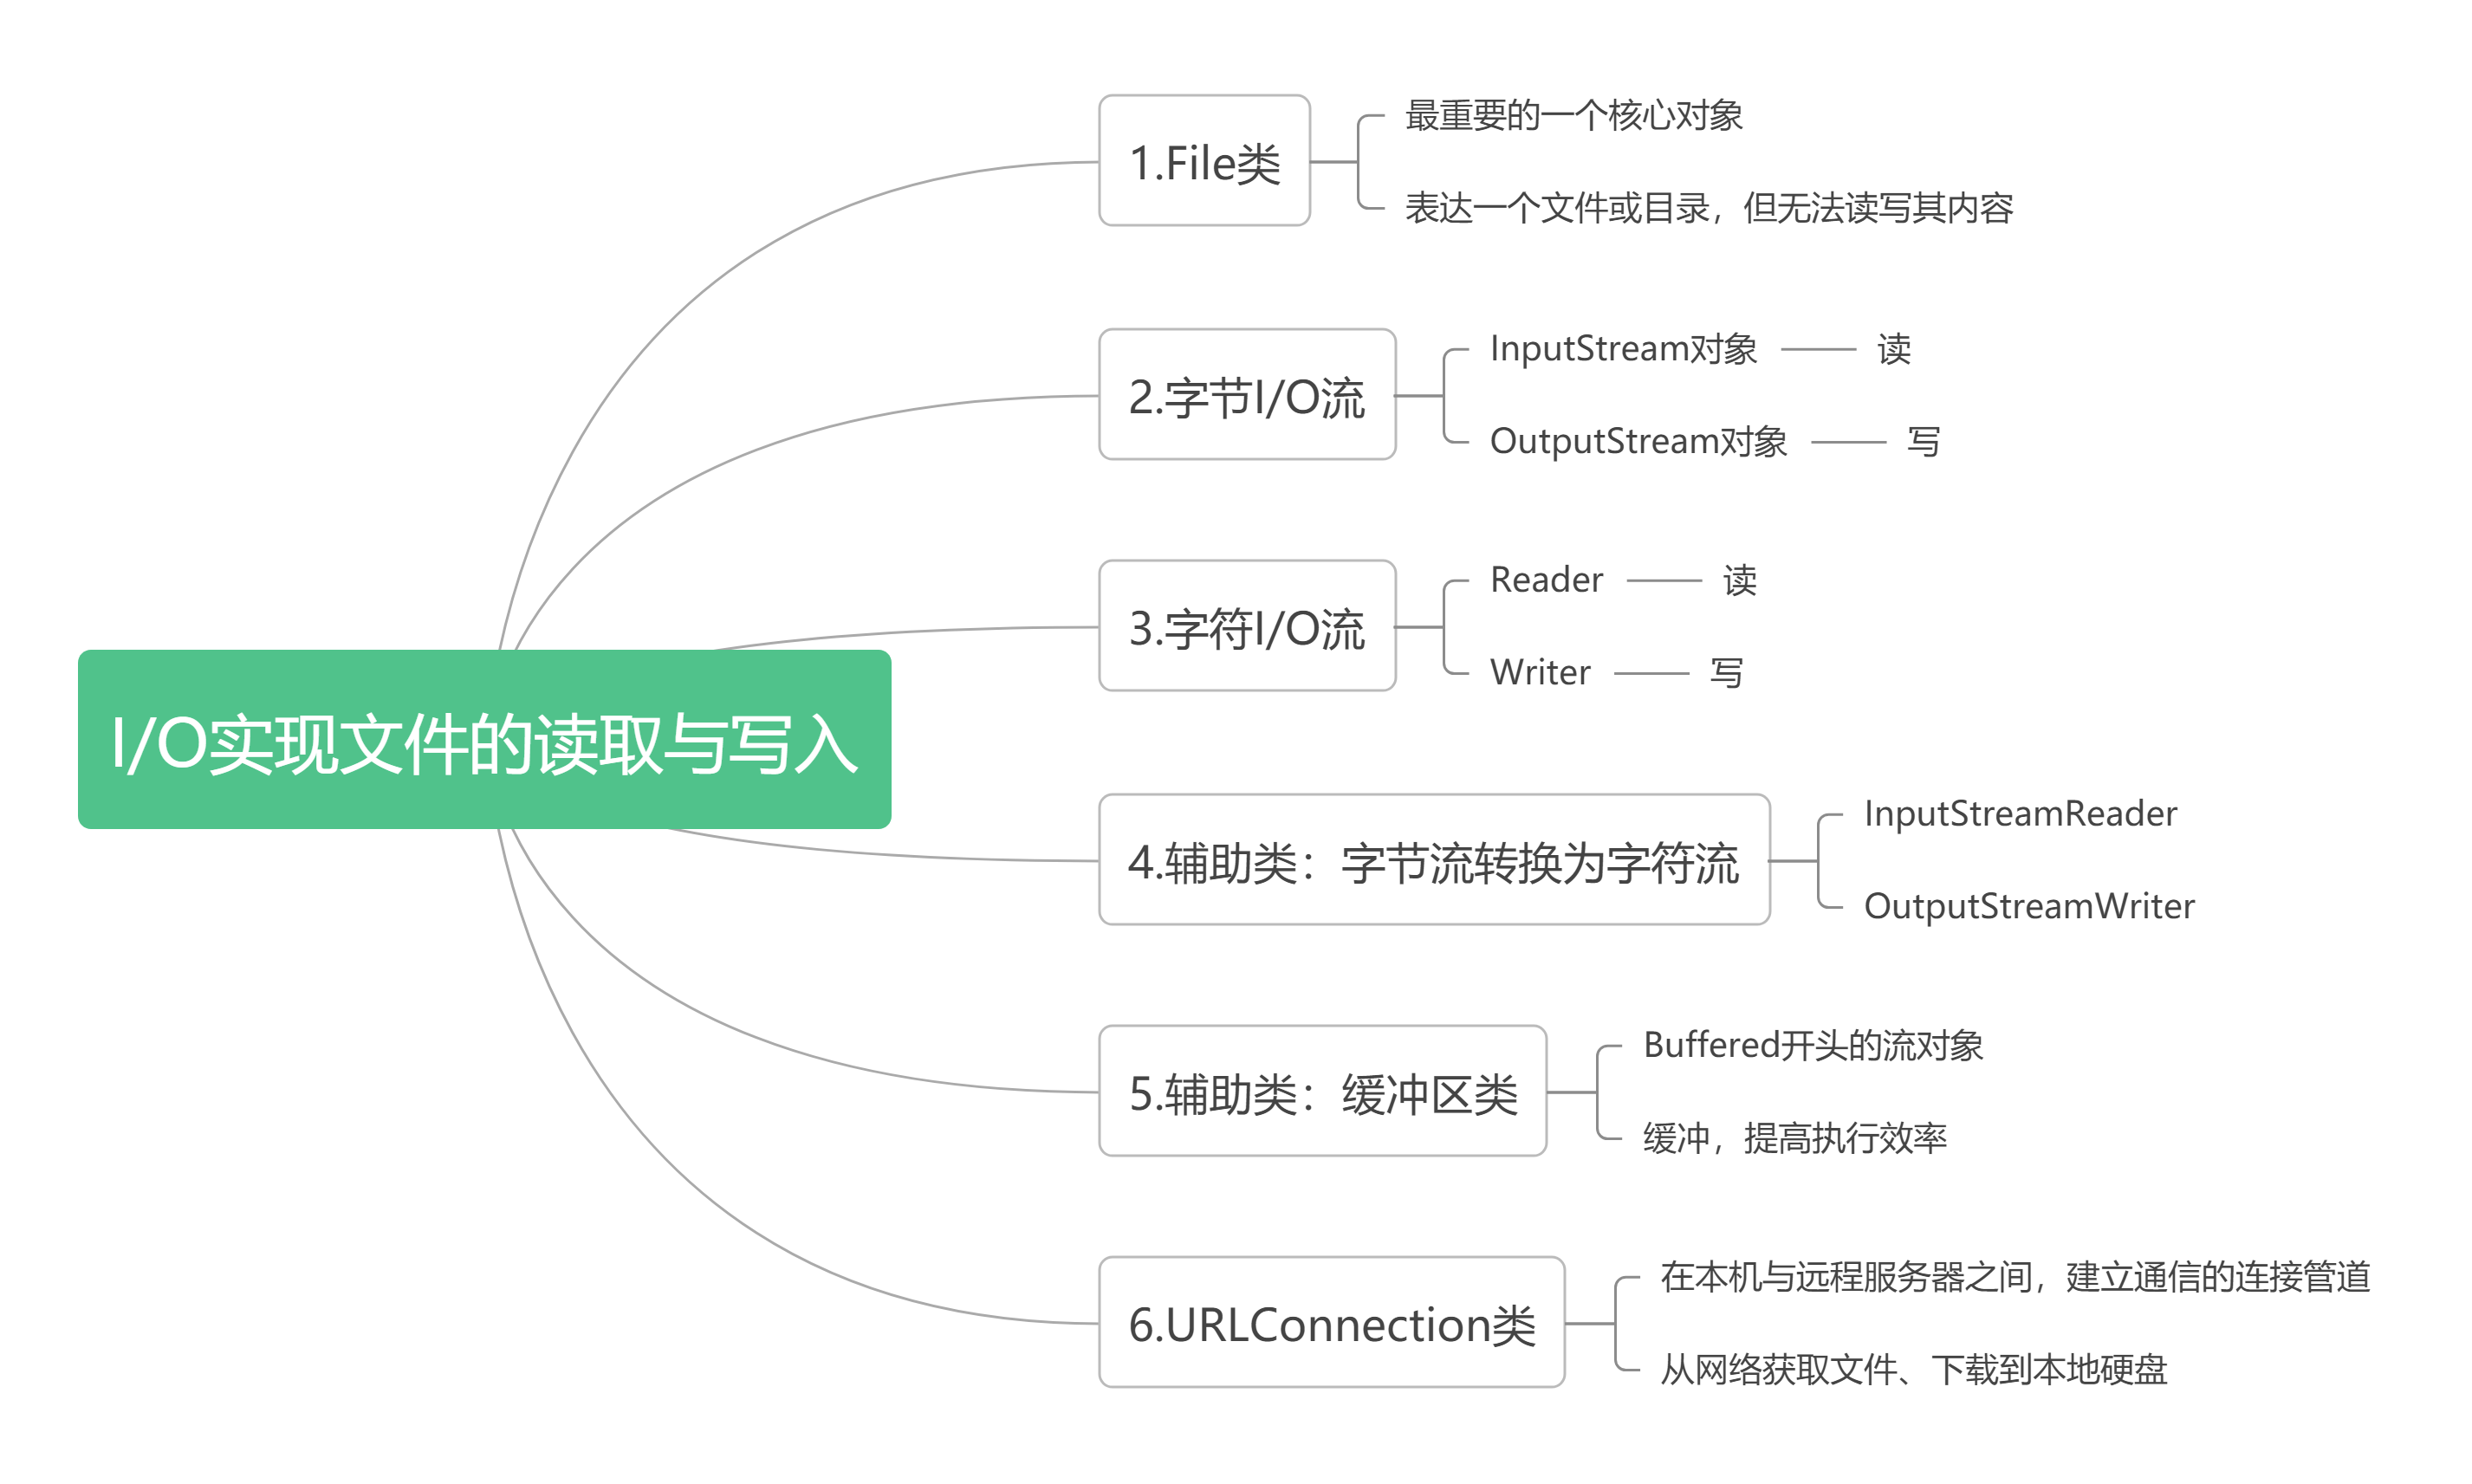 I/O实现文件的读取与写入
1.File类
最重要的一个核心对象
表达一个文件或目录，但无法读写其内容
2.字节I/O流
InputStream对象
读
OutputStream对象
写
3.字符I/O流
Reader
读
Writer
写
4.辅助类：字节流转换为字符流
InputStreamReader
OutputStreamWriter
5.辅助类：缓冲区类
Buffered开头的流对象
缓冲，提高执行效率
6.URLConnection类
在本机与远程服务器之间，建立通信的连接管道
从网络获取文件、下载到本地硬盘